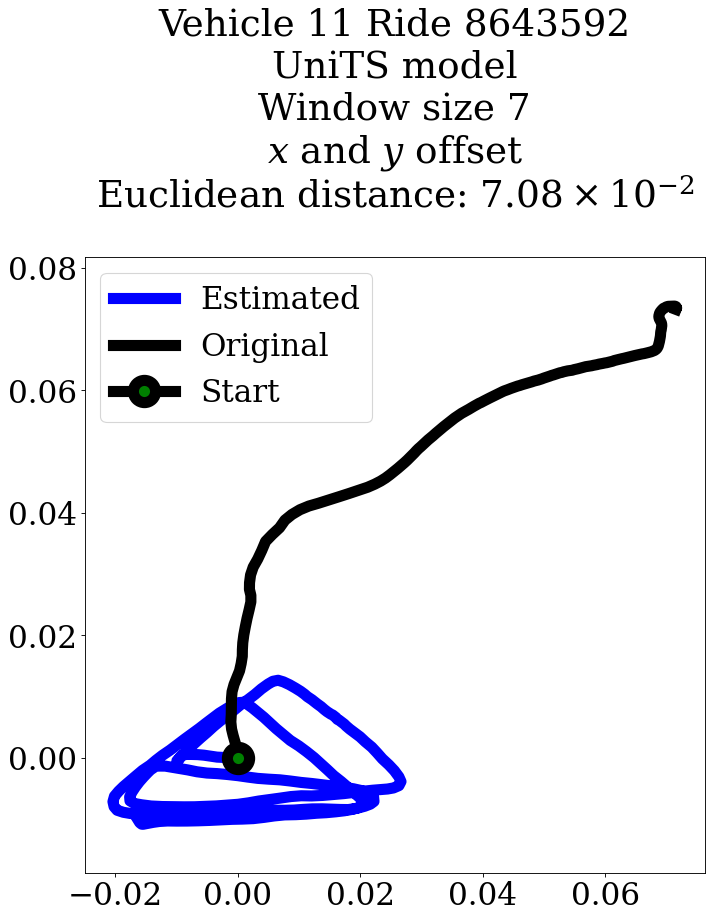 Vehicle 11 Ride 8643592
UniTS model
Window size 7
x and y offset
Euclidean distance: 7.08 × 10⁻²
Estimated
Original
Start
0.08
0.06
0.04
0.02
0.00
−0.02 0.00 0.02 0.04 0.06